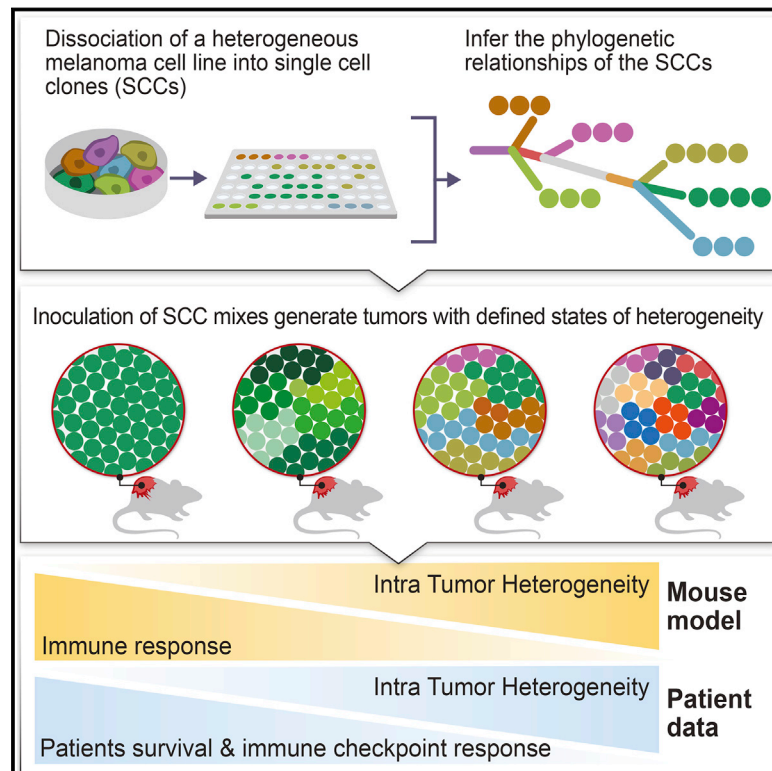 Dissociation of a heterogeneous
melanoma cell line into single cell
clones (SCCs)
Infer the phylogenetic
relationships of the SCCs
Inoculation of SCC mixes generate tumors with defined states of heterogeneity
Intra Tumor Heterogeneity
Immune response
Mouse
model
Intra Tumor Heterogeneity
Patients survival & immune checkpoint response
Patient
data